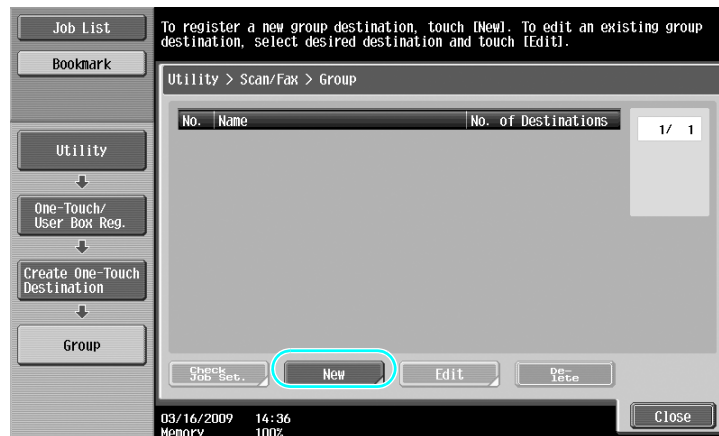 Job List
Bookmark
To register a new group destination, touch [New]. To edit an existing group
destination, select desired destination and touch [Edit].
Utility > Scan/Fax > Group
No. Name No. of Destinations
1/ 1
Utility
One-Touch/
User Box Reg.
Create One-Touch
Destination
Group
Check
Job Set.
New
Edit
De-
lete
Close
03/16/2009 14:36
Memory 100%